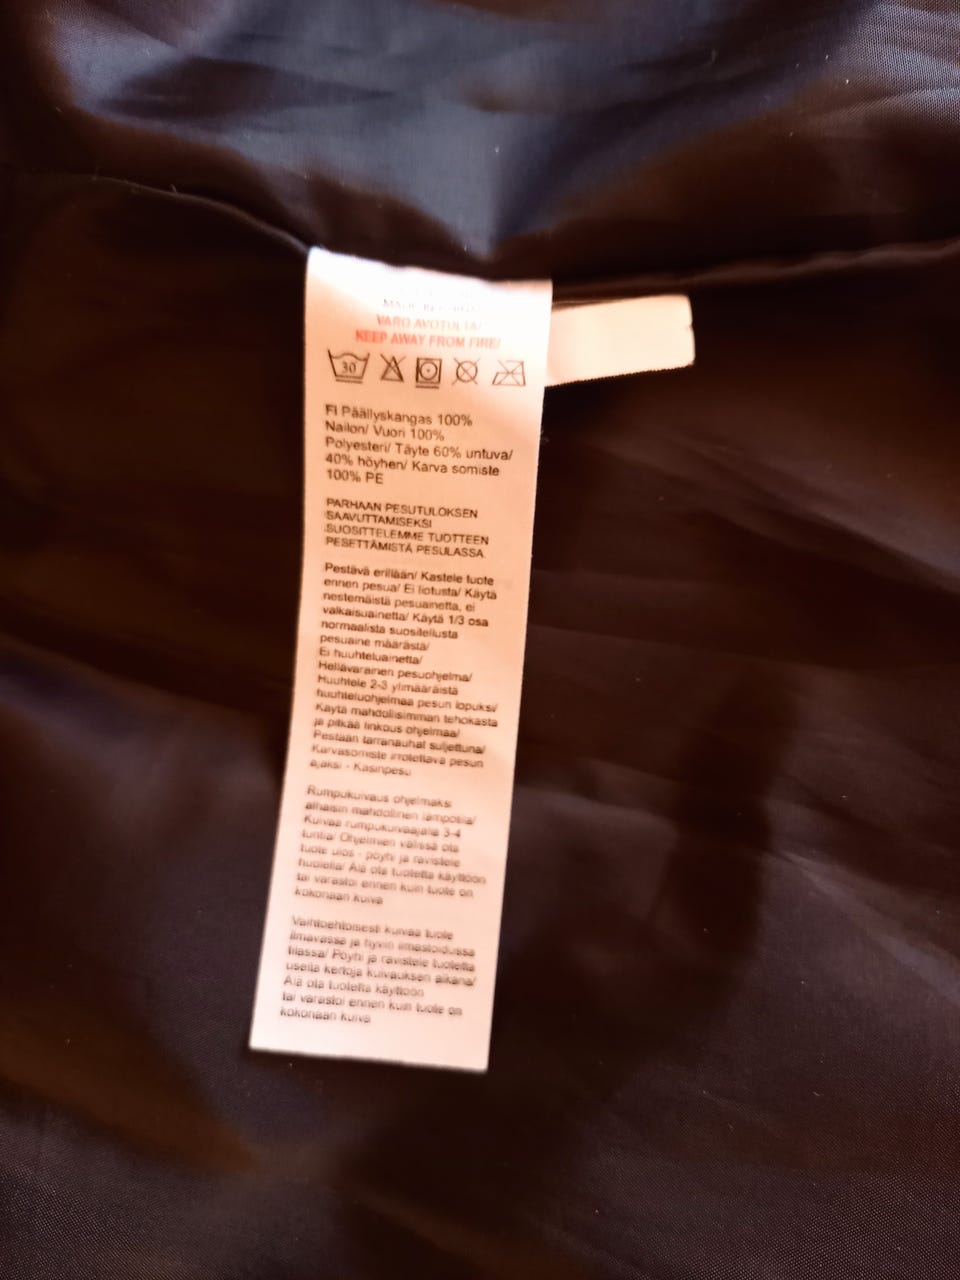 MADE IN
VARO AVOTULTA/
KEEP AWAY FROM FIRE/
30
FI Päällyskangas 100%
Nailon/ Vuori 100%
Polyesteri/ Täyte 60% untuva/
40% höyhen/ Karva somiste
100% PE
PARHAAN PESUTULOKSEN
SAAVUTTAMISEKSI
SUOSITTELEMME TUOTTEEN
PESETTÄMISTÄ PESULASSA.
Pestävä erillään/ Kastele tuote
ennen pesua/ Ei liotusta/ Käytä
nestemäistä pesuainetta, ei
valkaisuainetta/ Käytä 1/3 osa
normaalista suositellusta
pesuaine määrästä/
Ei huuhteluainetta/
Hellävarainen pesuohjelma/
Huuhtele 2-3 ylimääräistä
huuhteluohjelmaa pesun lopuksi/
Käytä mahdollisimman tehokasta
ja pitkää linkous ohjelmaa/
Pestään tarranauhat suljettuna/
Karvasomiste irrotettava pesun
ajaksi - Käsinpesu
Rumpukuivaus ohjelmaksi
alhaisin mahdollinen lämpötila/
Kuivaa rumpukuivaajalla 3-4
tuntia/ Ohjelmien välissä ota
tuote ulos - pöyhi ja ravistele
huolella/ Älä ota tuotetta käyttöön
tai varastoi ennen kuin tuote on
kokonaan kuiva
Vaihtoehtoisesti kuivaa tuote
ilmavassa ja hyvin ilmastoidussa
tilassa/ Pöyhi ja ravistele tuotetta
useita kertoja kuivauksen aikana/
Älä ota tuotetta käyttöön
tai varastoi ennen kuin tuote on
kokonaan kuiva